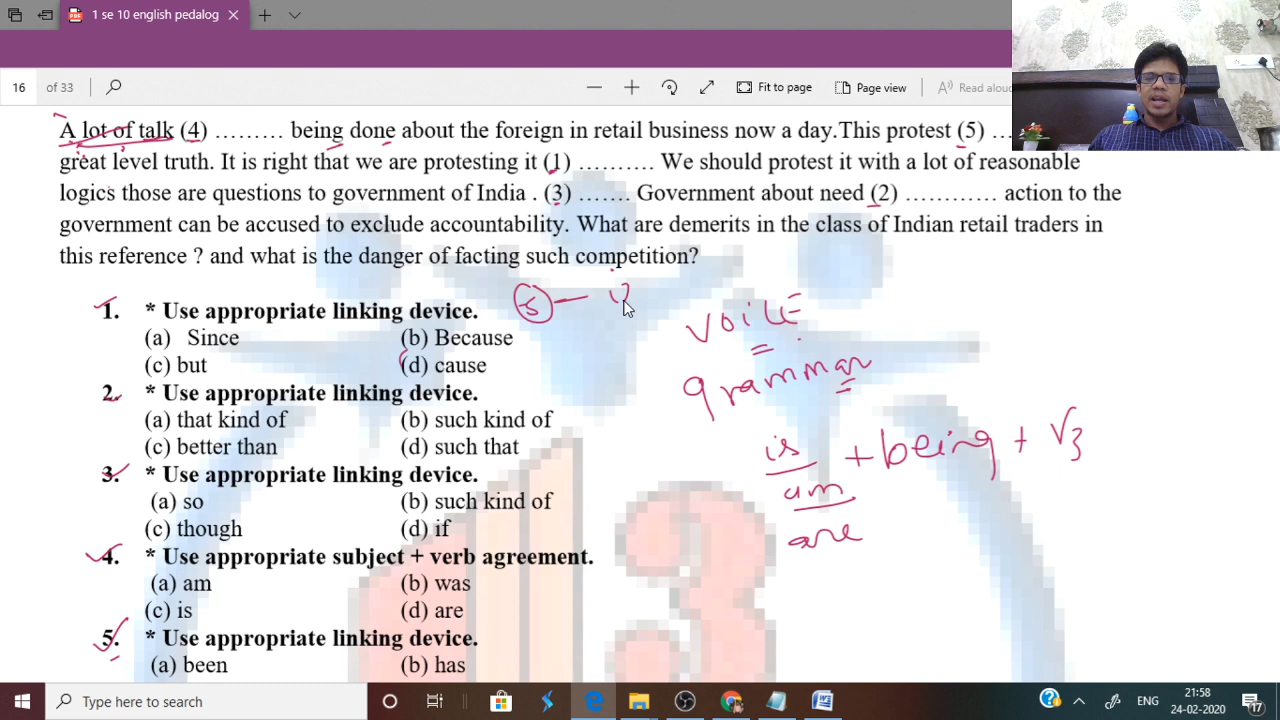 1 se 10 english pedalog
16 of 33
Fit to page
Page view
Read alou
A lot of talk (4) ……… being done about the foreign in retail business now a day.This protest (5) …
great level truth. It is right that we are protesting it (1) ………. We should protest it with a lot of reasonable
logics those are questions to government of India . (3) ……. Government about need (2) ………… action to the
government can be accused to exclude accountability. What are demerits in the class of Indian retail traders in
this reference ? and what is the danger of facting such competition?
5 —
voice
grammar
is
am
are
+ being + V3
1. * Use appropriate linking device.
(a) Since (b) Because
(c) but (d) cause
2. * Use appropriate linking device.
(a) that kind of (b) such kind of
(c) better than (d) such that
3. * Use appropriate linking device.
(a) so (b) such kind of
(c) though (d) if
4. * Use appropriate subject + verb agreement.
(a) am (b) was
(c) is (d) are
5. * Use appropriate linking device.
(a) been (b) has
Type here to search
ENG
21:58
24-02-2020
17